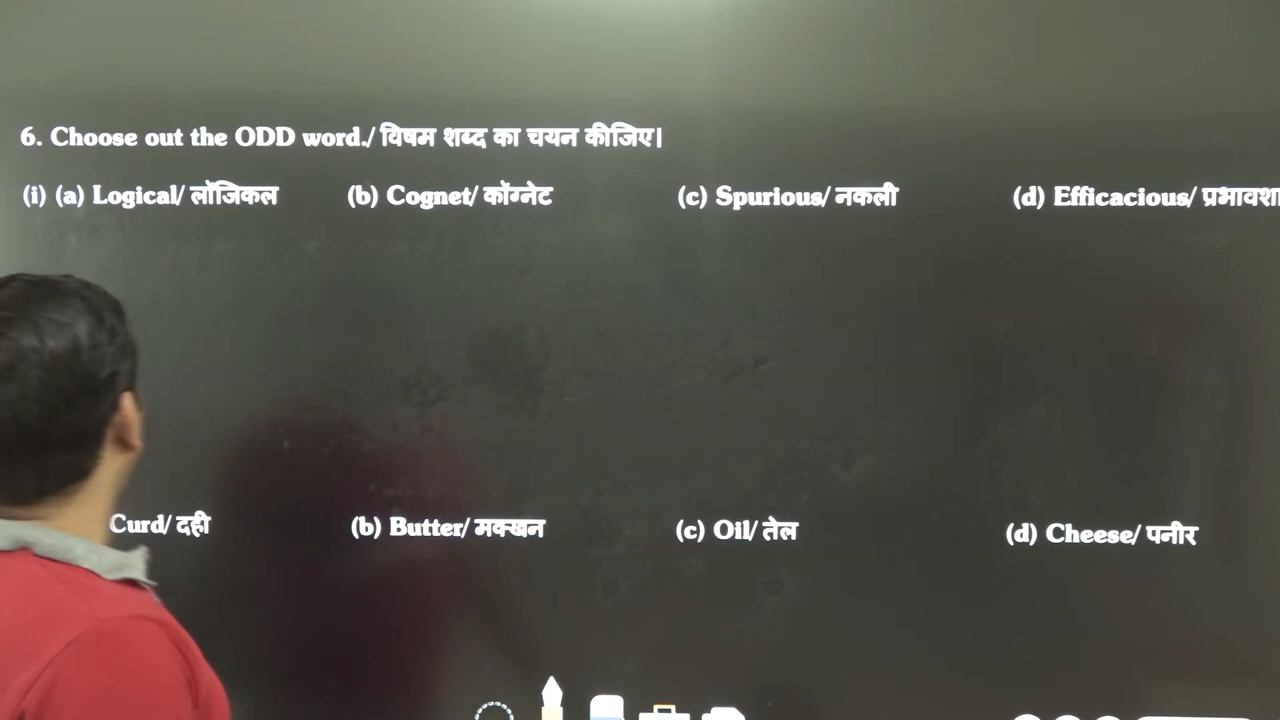 6. Choose out the ODD word./ विषम शब्द का चयन कीजिए।
(i) (a) Logical/ लॉजिकल (b) Cognet/ कॉग्नेट (c) Spurious/ नकली (d) Efficacious/
Curd/ दही (b) Butter/ मक्खन (c) Oil/ तेल (d) Cheese/ पनीर